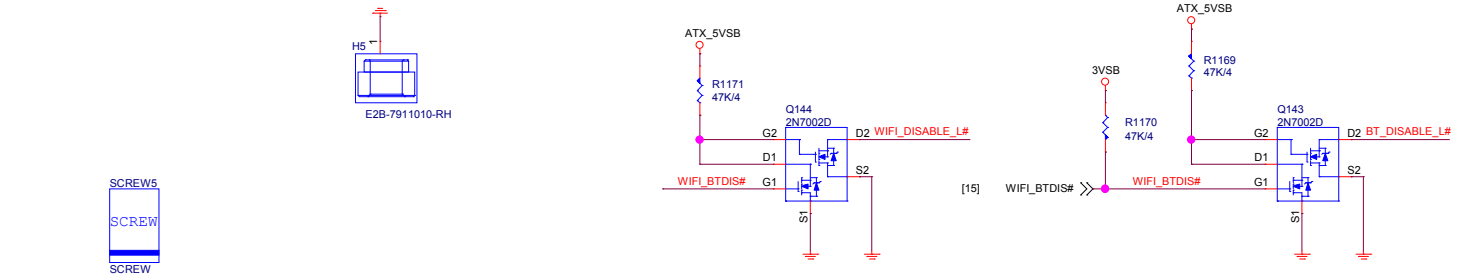 H5
1
E2B-7911010-RH
SCREW5
SCREW
SCREW
ATX_5VSB
R1171
47K/4
Q144
2N7002D
G2
D2
WIFI_DISABLE_L#
D1
S2
WIFI_BTDIS#
G1
S1
ATX_5VSB
R1169
47K/4
3VSB
R1170
47K/4
Q143
2N7002D
G2
D2
BT_DISABLE_L#
D1
S2
[15]
WIFI_BTDIS#
WIFI_BTDIS#
G1
S1